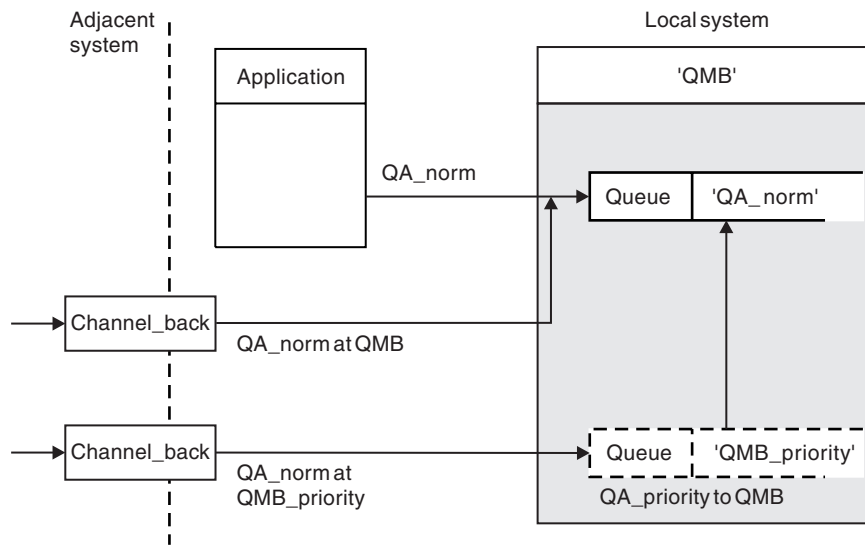 Adjacent
system
Local system
Application
'QMB'
QA_norm
Queue
'QA_norm'
Channel_back
QA_norm at QMB
Channel_back
QA_norm at
QMB_priority
Queue
'QMB_priority'
QA_priority to QMB